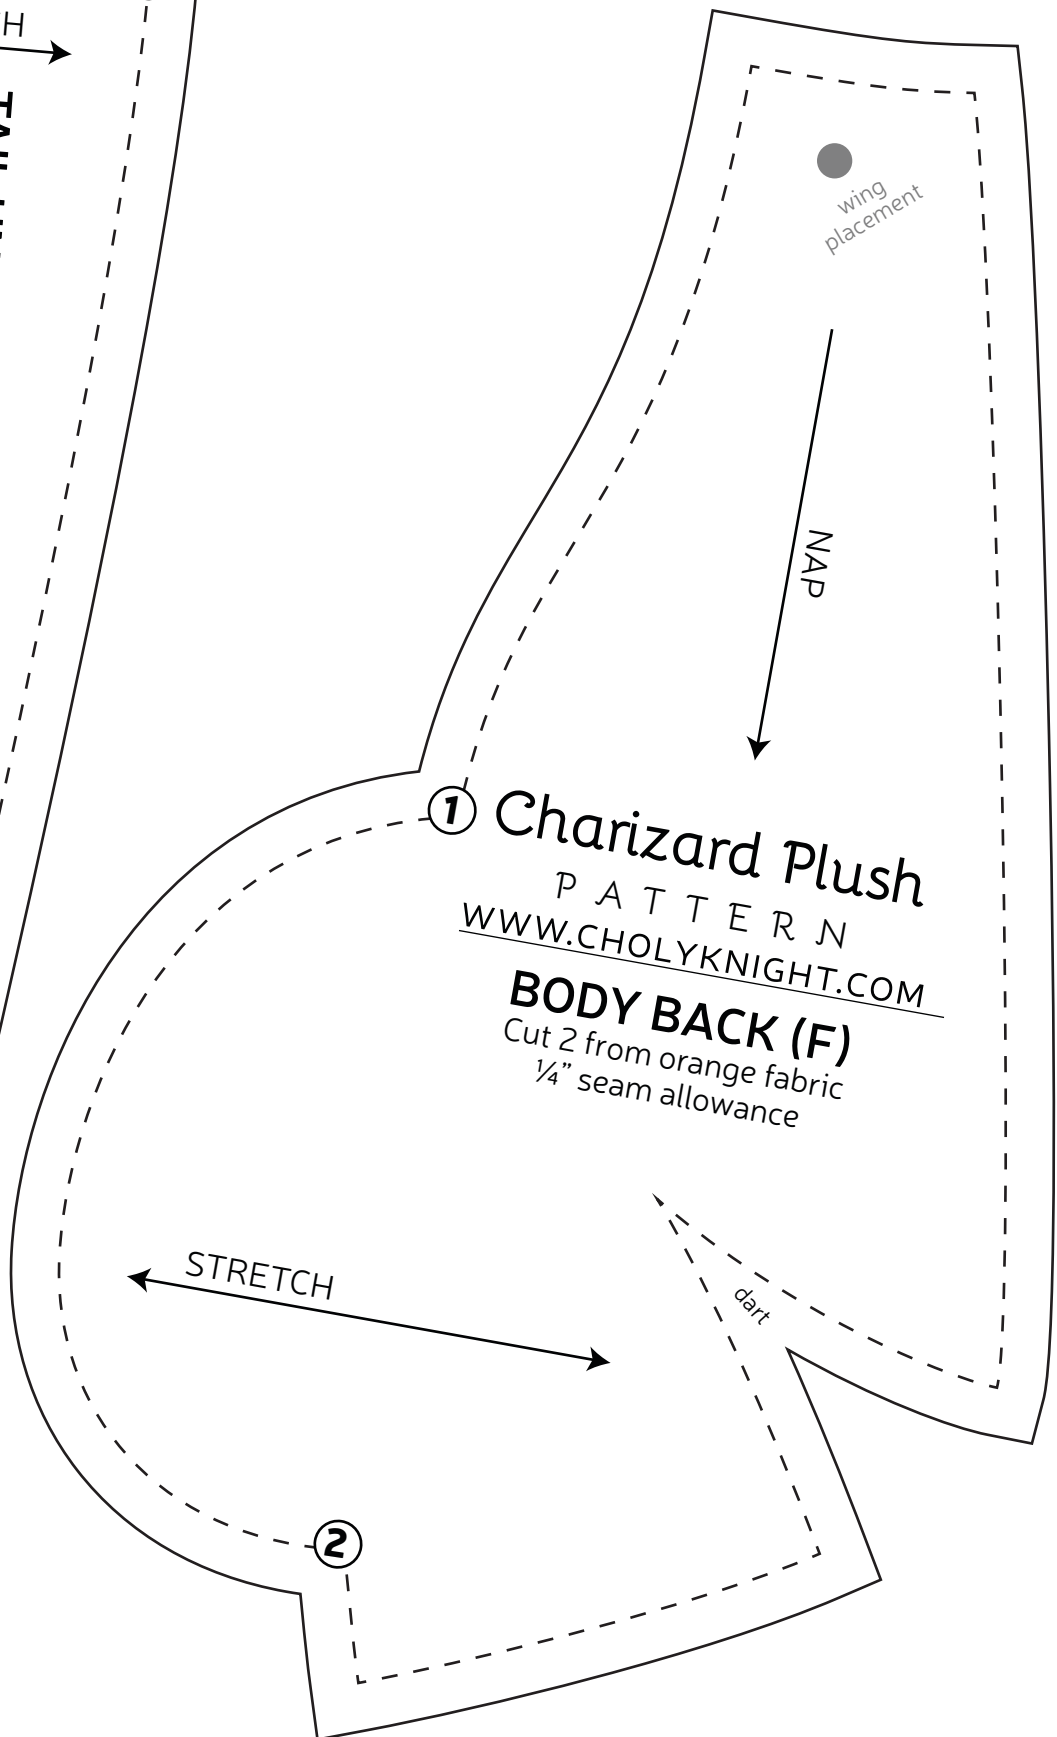 H
wing
placement
NAP
1
Charizard Plush
PATTERN
WWW.CHOLYKNIGHT.COM
BODY BACK (F)
Cut 2 from orange fabric
¼” seam allowance
STRETCH
dart
2